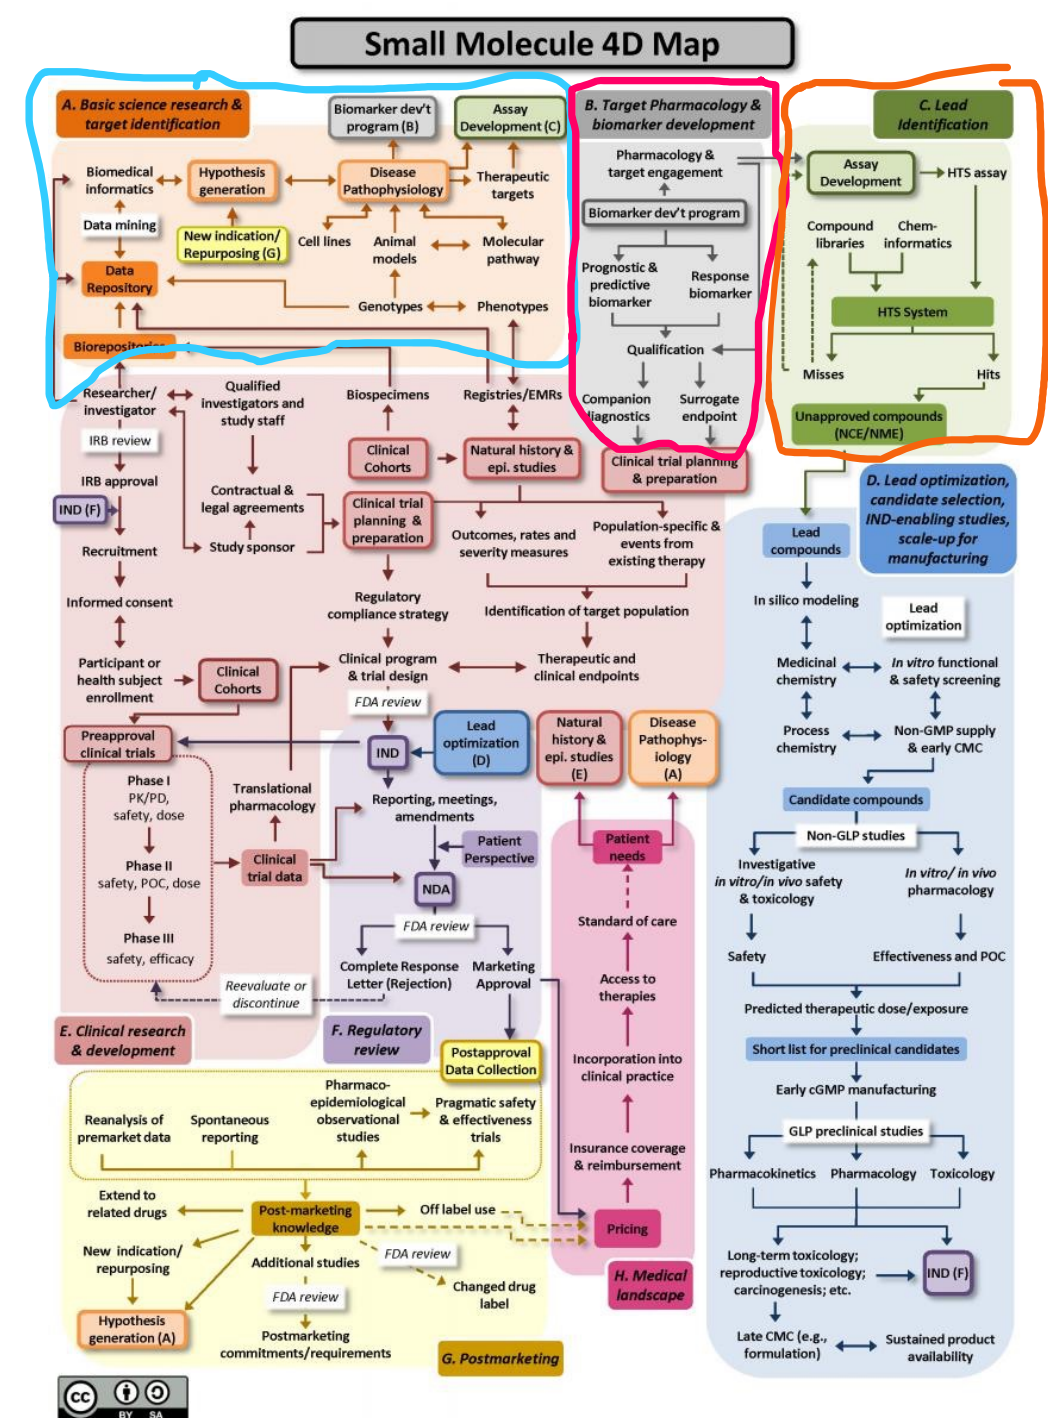 Small Molecule 4D Map
A. Basic science research &
target identification
Biomarker dev't
program (B)
Assay
Development (C)
Biomedical
informatics
Hypothesis
generation
Disease
Pathophysiology
Therapeutic
targets
Data mining
New indication/
Repurposing (G)
Cell lines
Animal
models
Molecular
pathway
Data
Repository
Genotypes
Phenotypes
Biorepositories
B. Target Pharmacology &
biomarker development
Pharmacology &
target engagement
Biomarker dev't program
Prognostic &
predictive
biomarker
Response
biomarker
Qualification
Companion
diagnostics
Surrogate
endpoint
Clinical trial planning
& preparation
C. Lead
Identification
Assay
Development
HTS assay
Compound
libraries
Chem-
informatics
HTS System
Misses
Hits
Unapproved compounds
(NCE/NME)
D. Lead optimization,
candidate selection,
IND-enabling studies,
scale-up for
manufacturing
Lead
compounds
In silico modeling
Lead
optimization
Medicinal
chemistry
In vitro functional
& safety screening
Process
chemistry
Non-GMP supply
& early CMC
Candidate compounds
Non-GLP studies
Investigative
in vitro/in vivo safety
& toxicology
In vitro/ in vivo
pharmacology
Safety
Effectiveness and POC
Predicted therapeutic dose/exposure
Short list for preclinical candidates
Early cGMP manufacturing
GLP preclinical studies
Pharmacokinetics
Pharmacology
Toxicology
Long-term toxicology;
reproductive toxicology;
carcinogenesis; etc.
IND (F)
Late CMC (e.g.,
formulation)
Sustained product
availability
Researcher/
investigator
Qualified
investigators and
study staff
Biospecimens
Registries/EMRs
IRB review
IRB approval
Clinical
Cohorts
Natural history &
epi. studies
IND (F)
Contractual &
legal agreements
Clinical trial
planning &
preparation
Study sponsor
Outcomes, rates and
severity measures
Population-specific &
events from
existing therapy
Recruitment
Informed consent
Regulatory
compliance strategy
Identification of target population
Participant or
health subject
enrollment
Clinical
Cohorts
Clinical program
& trial design
Therapeutic and
clinical endpoints
FDA review
Preapproval
clinical trials
Phase I
PK/PD,
safety, dose
Phase II
safety, POC, dose
Phase III
safety, efficacy
Translational
pharmacology
Clinical
trial data
E. Clinical research
& development
IND
Lead
optimization
(D)
Reporting, meetings,
amendments
Patient
Perspective
NDA
FDA review
Complete Response
Letter (Rejection)
Marketing
Approval
Reevaluate or
discontinue
F. Regulatory
review
Natural
history &
epi. studies
(E)
Disease
Pathophys-
iology
(A)
Patient
needs
Standard of care
Access to
therapies
Incorporation into
clinical practice
Insurance coverage
& reimbursement
Pricing
H. Medical
landscape
Postapproval
Data Collection
Reanalysis of
premarket data
Spontaneous
reporting
Pharmaco-
epidemiological
observational
studies
Pragmatic safety
& effectiveness
trials
Extend to
related drugs
Post-marketing
knowledge
Off label use
New indication/
repurposing
Additional studies
FDA review
Changed drug
label
FDA review
Hypothesis
generation (A)
Postmarketing
commitments/requirements
G. Postmarketing
cc
BY SA